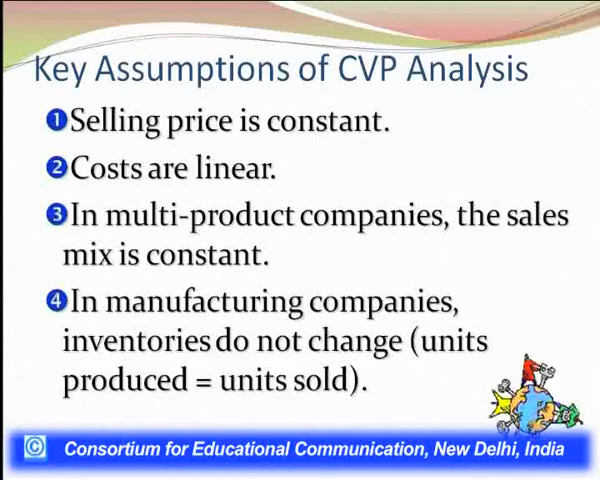 Key Assumptions of CVP Analysis
❶Selling price is constant.
❷Costs are linear.
❸In multi-product companies, the sales
mix is constant.
❹In manufacturing companies,
inventories do not change (units
produced = units sold).
© Consortium for Educational Communication, New Delhi, India